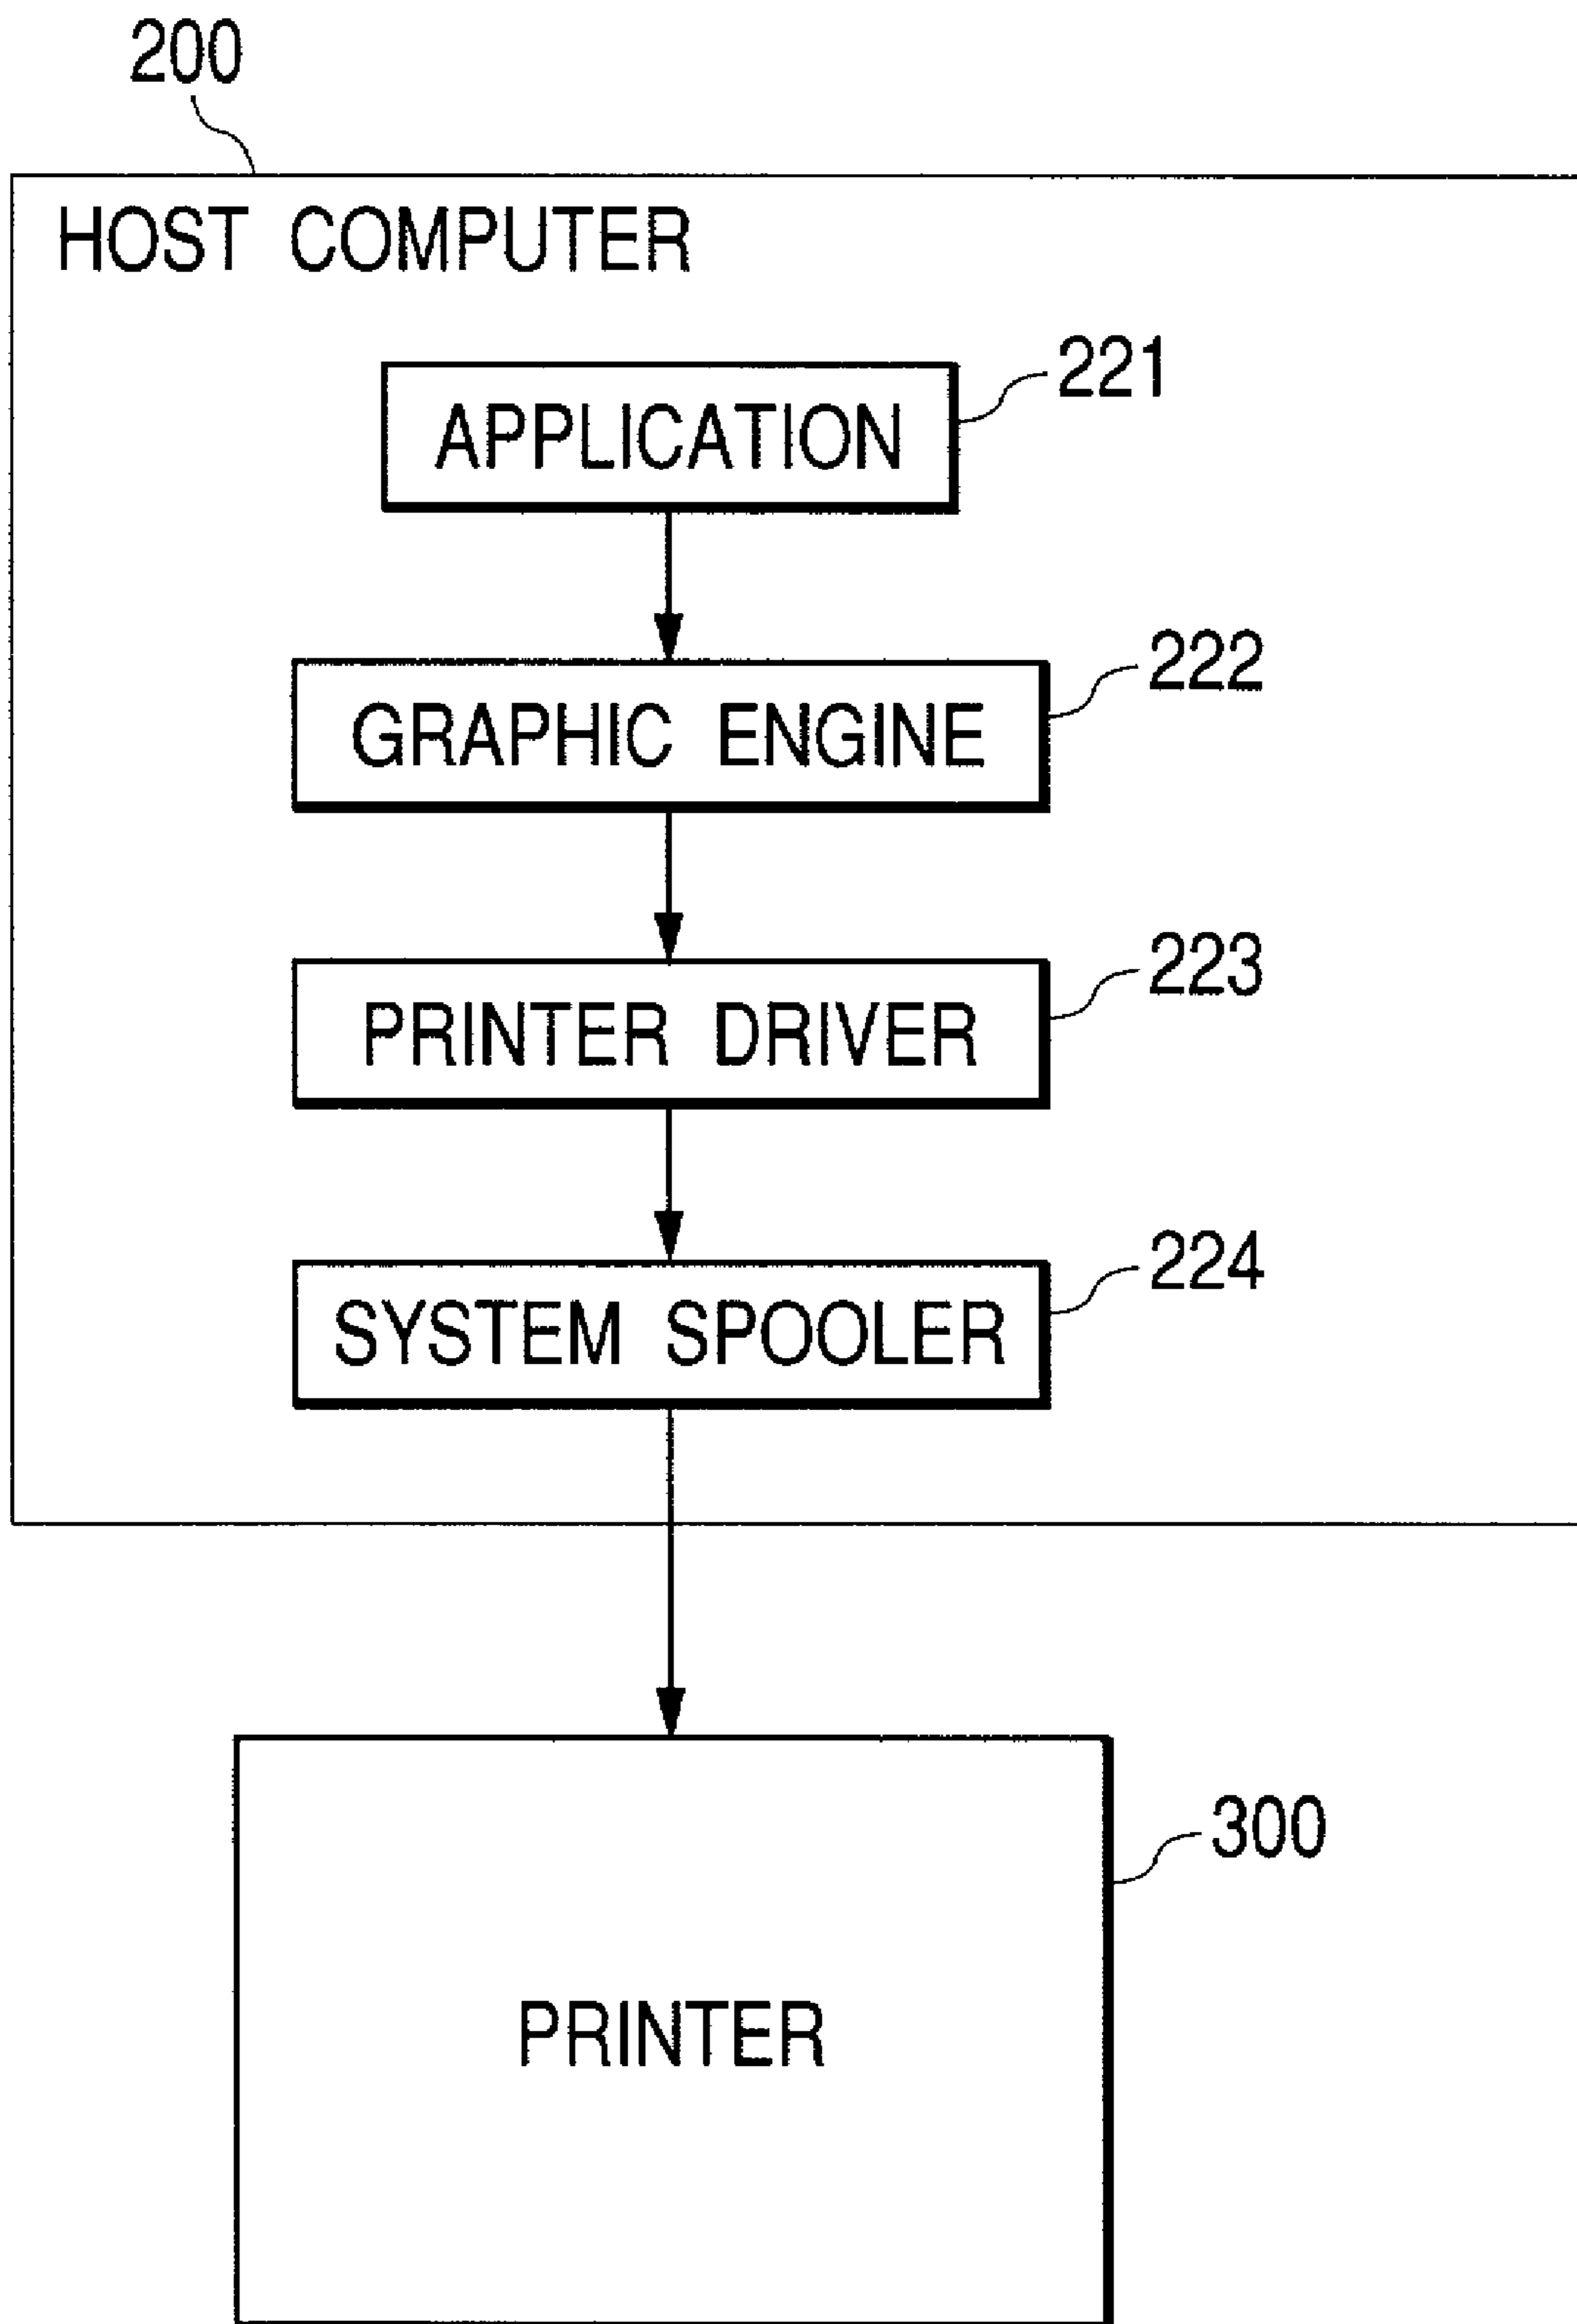 200
HOST COMPUTER
221
APPLICATION
222
GRAPHIC ENGINE
223
PRINTER DRIVER
224
SYSTEM SPOOLER
300
PRINTER